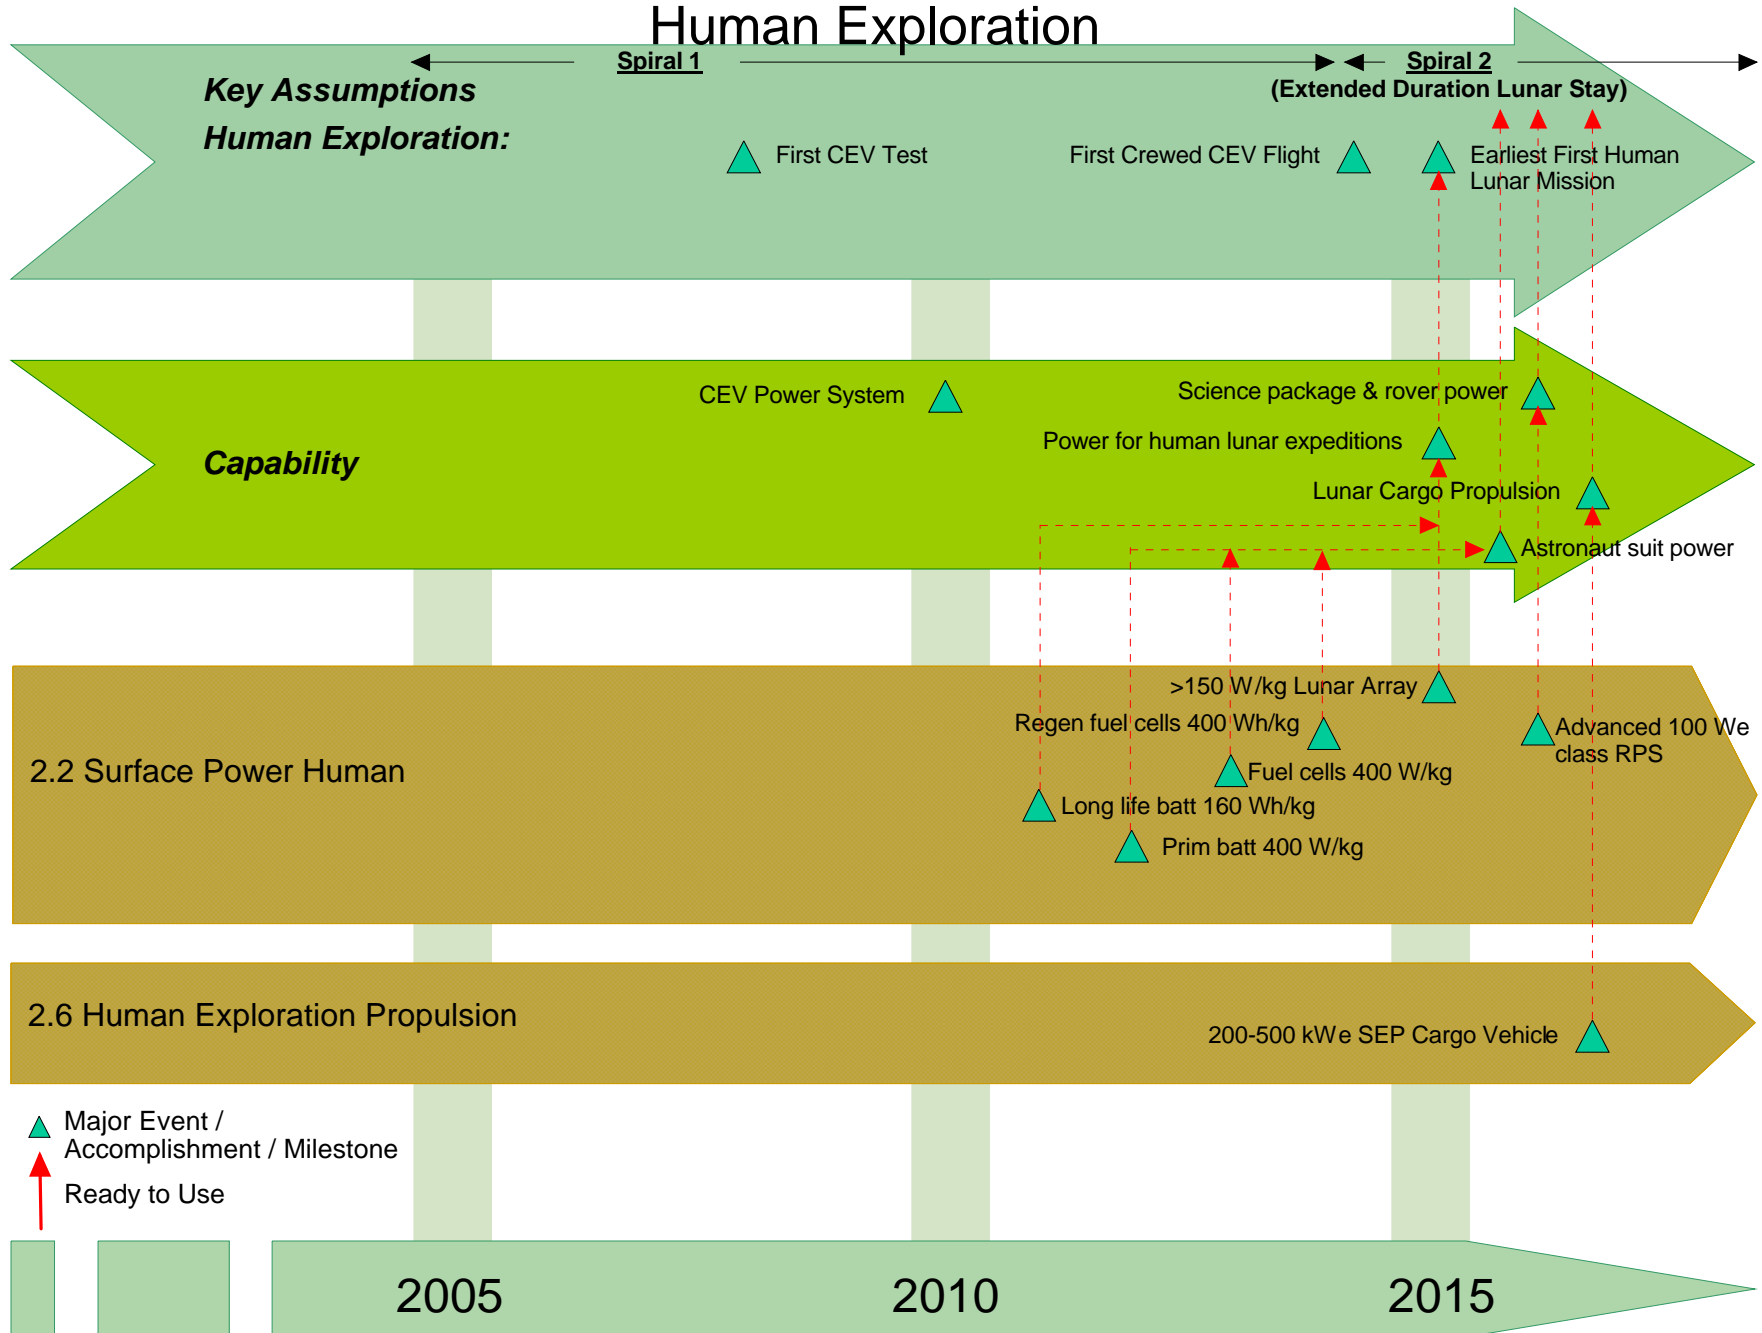 Human Exploration
Spiral 1
Spiral 2
(Extended Duration Lunar Stay)
Key Assumptions
Human Exploration:
First CEV Test
First Crewed CEV Flight
Earliest First Human
Lunar Mission
CEV Power System
Science package & rover power
Power for human lunar expeditions
Capability
Lunar Cargo Propulsion
Astronaut suit power
>150 W/kg Lunar Array
Regen fuel cells 400 Wh/kg
Advanced 100 We
class RPS
2.2 Surface Power Human
Fuel cells 400 W/kg
Long life batt 160 Wh/kg
Prim batt 400 W/kg
2.6 Human Exploration Propulsion
200-500 kWe SEP Cargo Vehicle
Major Event /
Accomplishment / Milestone
Ready to Use
2005
2010
2015